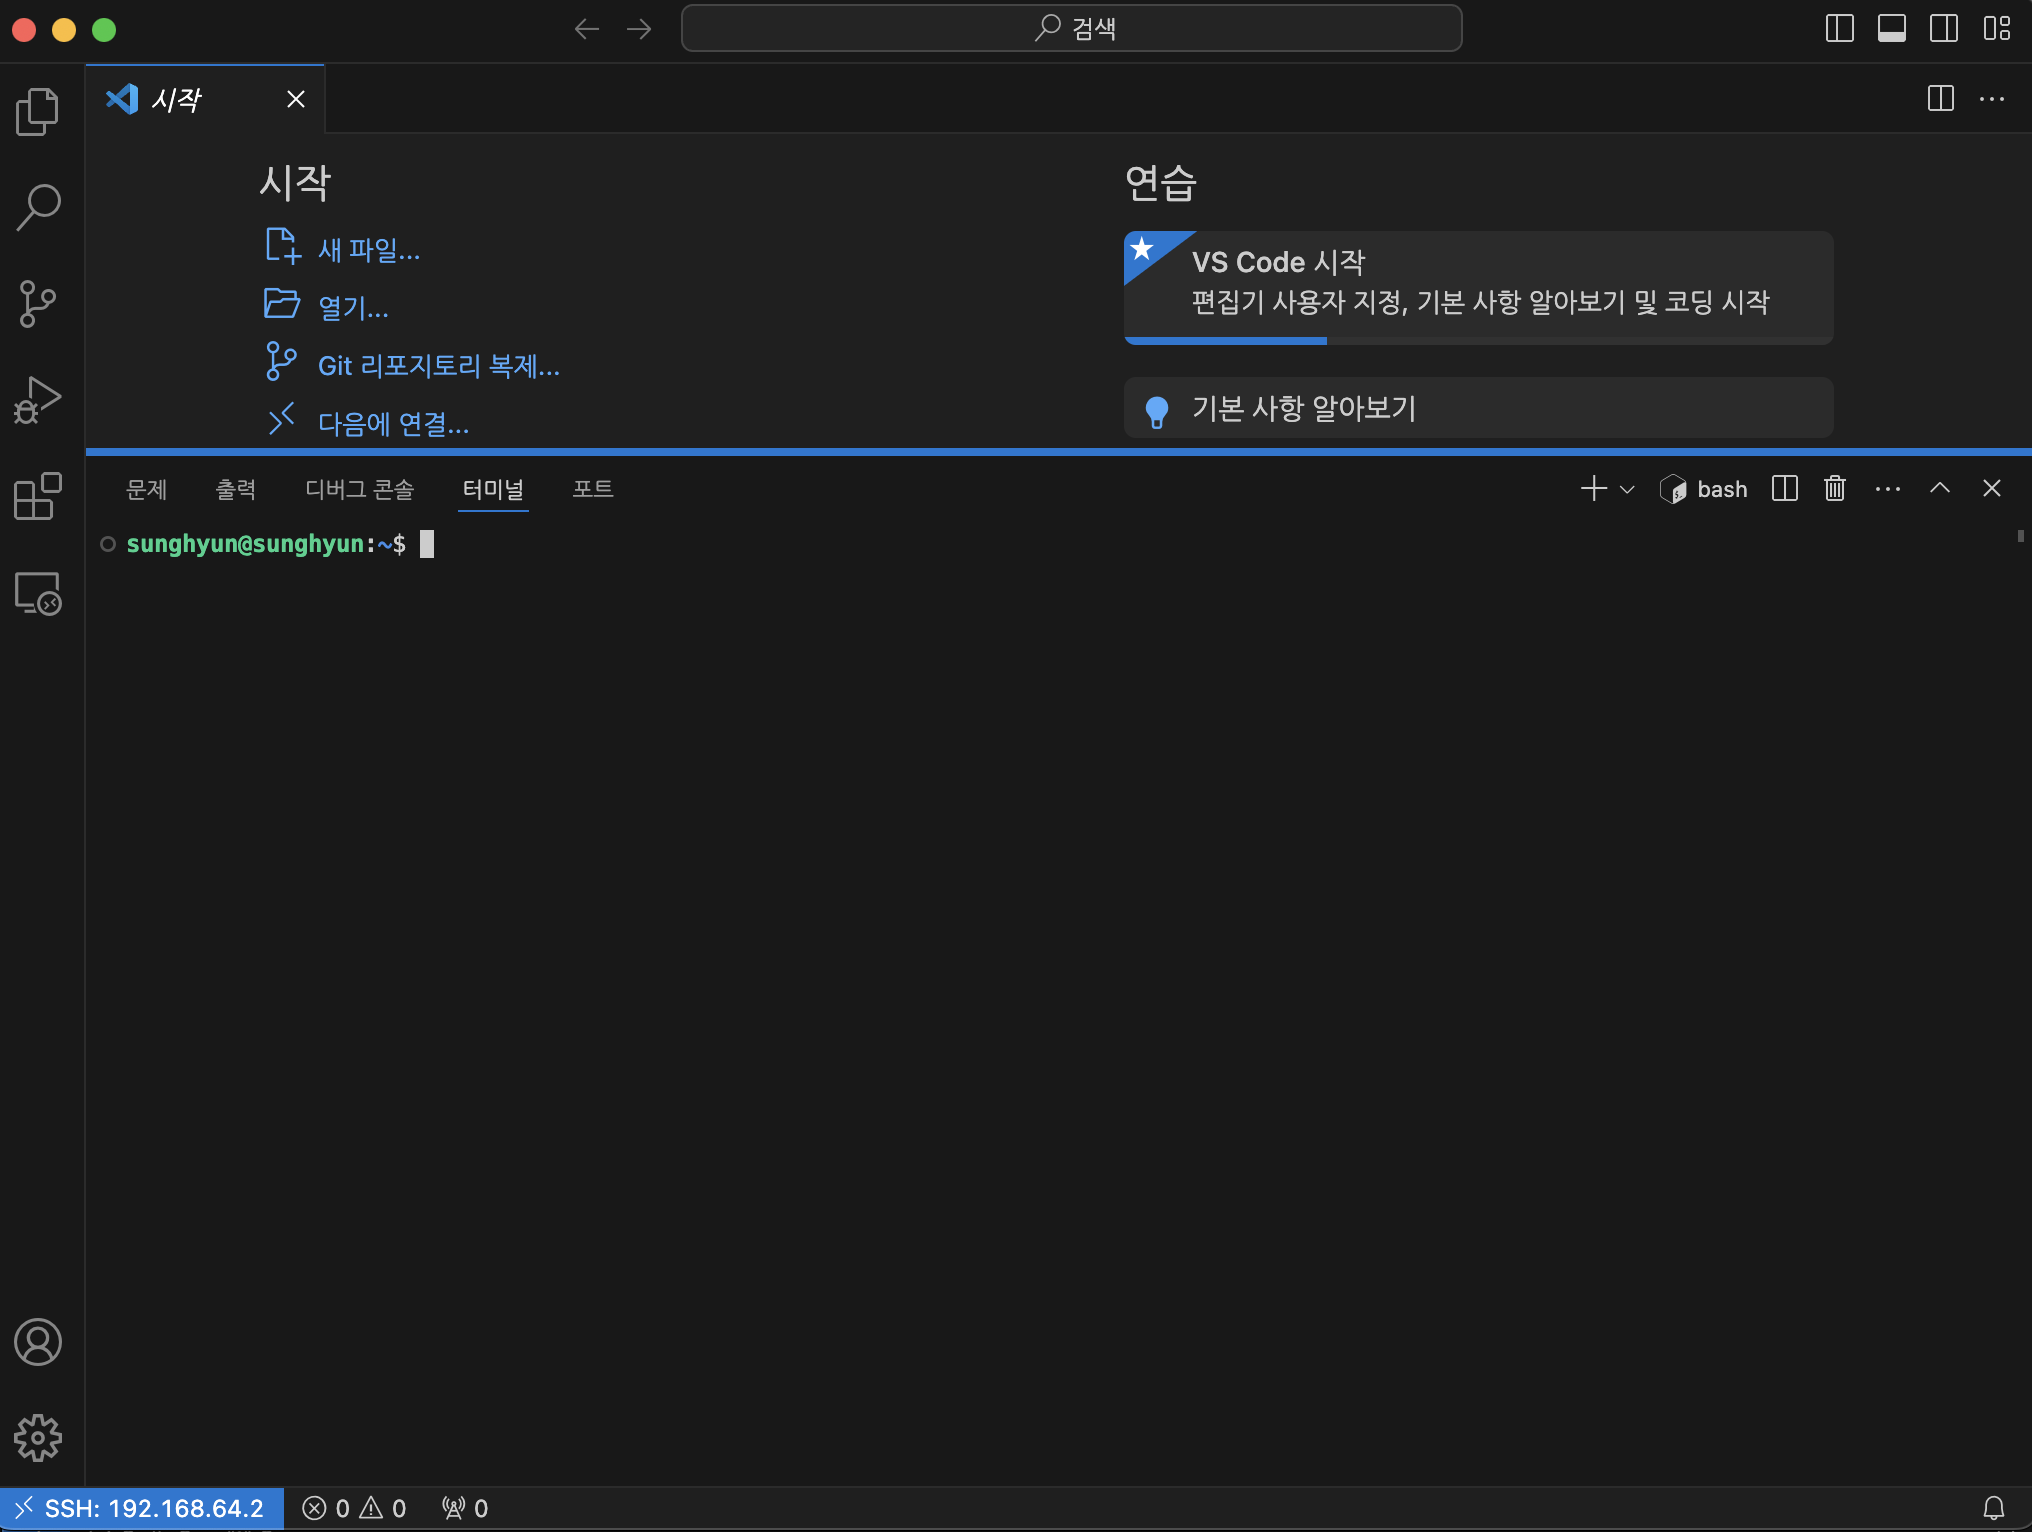 검색
시작
시작
새 파일...
열기...
Git 리포지토리 복제...
다음에 연결...
연습
VS Code 시작
편집기 사용자 지정, 기본 사항 알아보기 및 코딩 시작
기본 사항 알아보기
문제 출력 디버그 콘솔 터미널 포트 bash
sunghyun@sunghyun:~$
SSH: 192.168.64.2 0 0 0